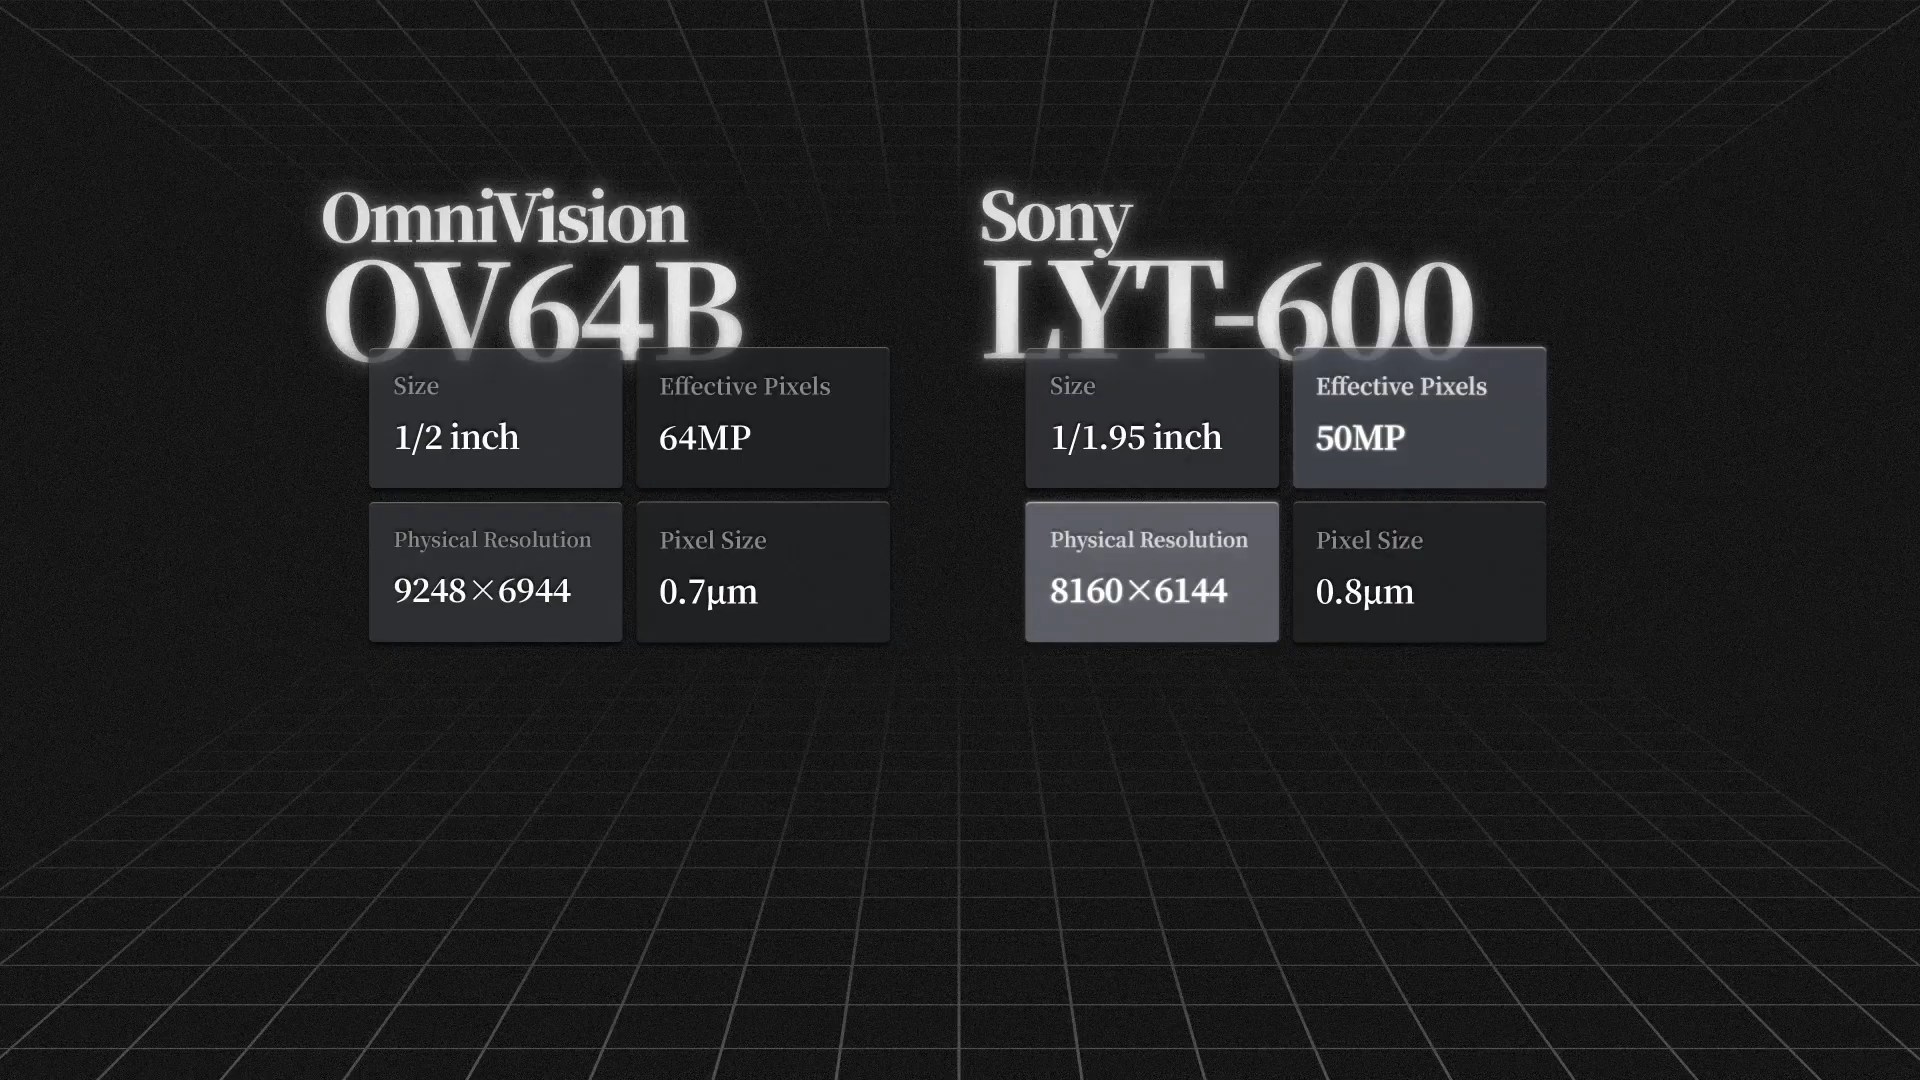 OmniVision
OV64B
Size
1/2 inch
Effective Pixels
64MP
Physical Resolution
9248×6944
Pixel Size
0.7μm
Sony
LYT-600
Size
1/1.95 inch
Effective Pixels
50MP
Physical Resolution
8160×6144
Pixel Size
0.8μm